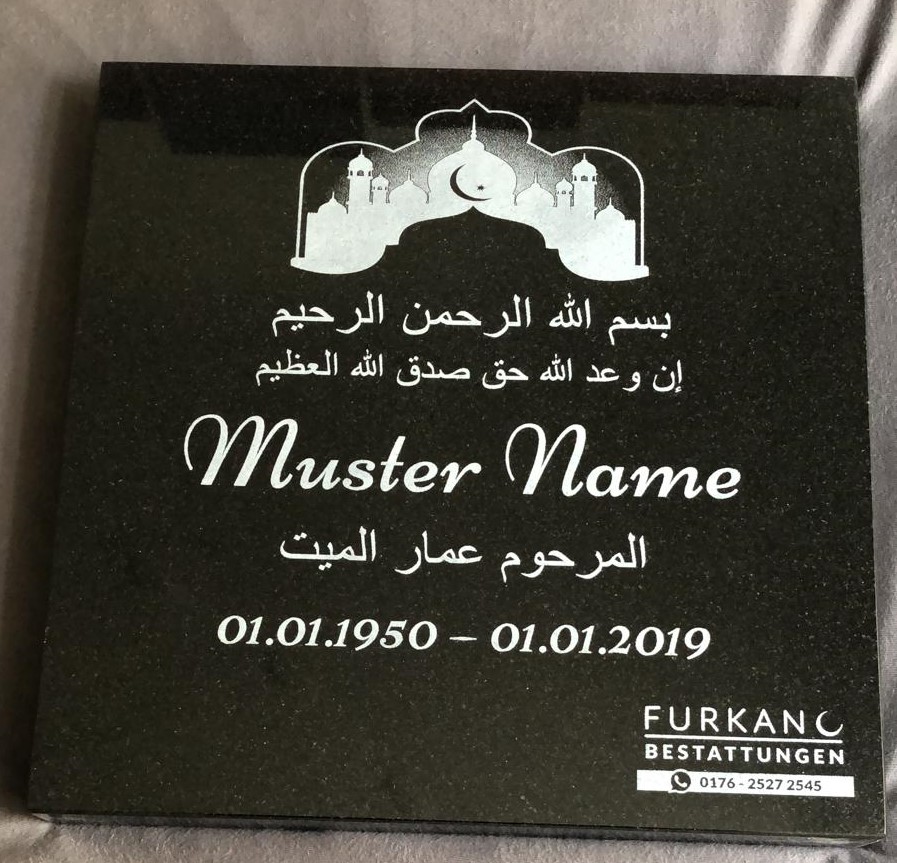 بسم الله الرحمن الرحيم
إن وعد الله حق صدق الله العظيم
Muster Name
المرحوم عمار الميت
01.01.1950 – 01.01.2019
FURKAN
BESTATTUNGEN
0176 - 2527 2545